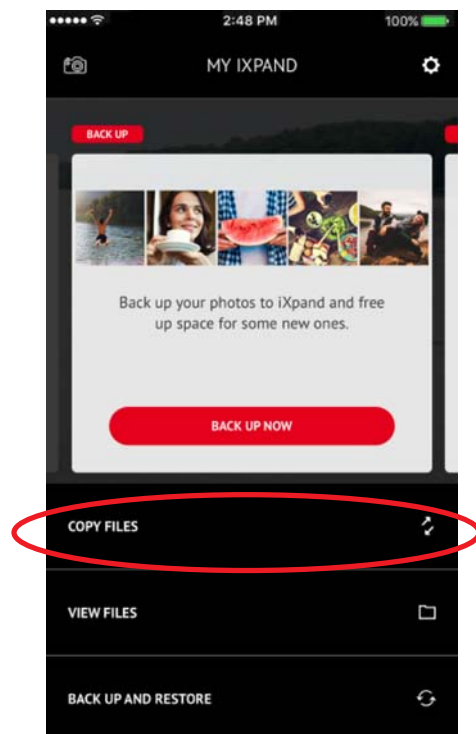 2:48 PM
100%
MY IXPAND
BACK UP
Back up your photos to iXpand and free
up space for some new ones.
BACK UP NOW
COPY FILES
VIEW FILES
BACK UP AND RESTORE